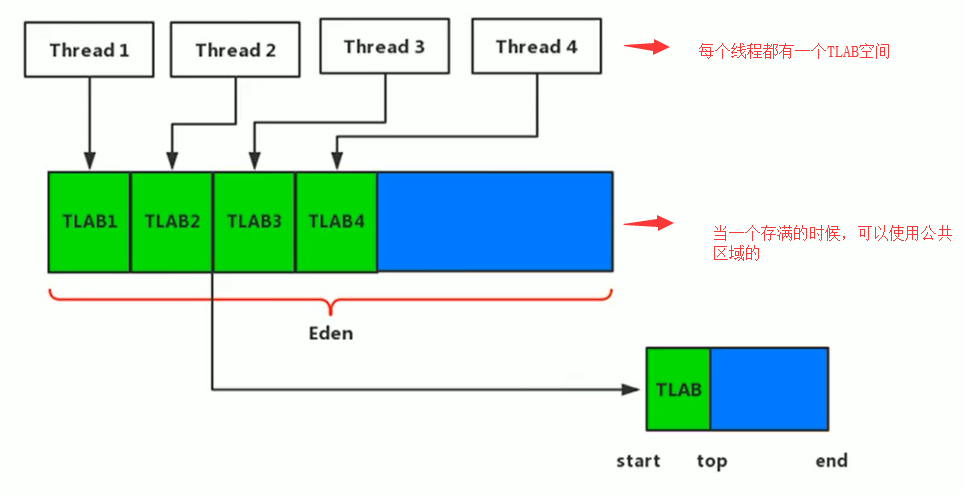 Thread 1
Thread 2
Thread 3
Thread 4
每个线程都有一个TLAB空间
TLAB1
TLAB2
TLAB3
TLAB4
当一个存满的时候，可以使用公共
区域的
Eden
TLAB
start
top
end